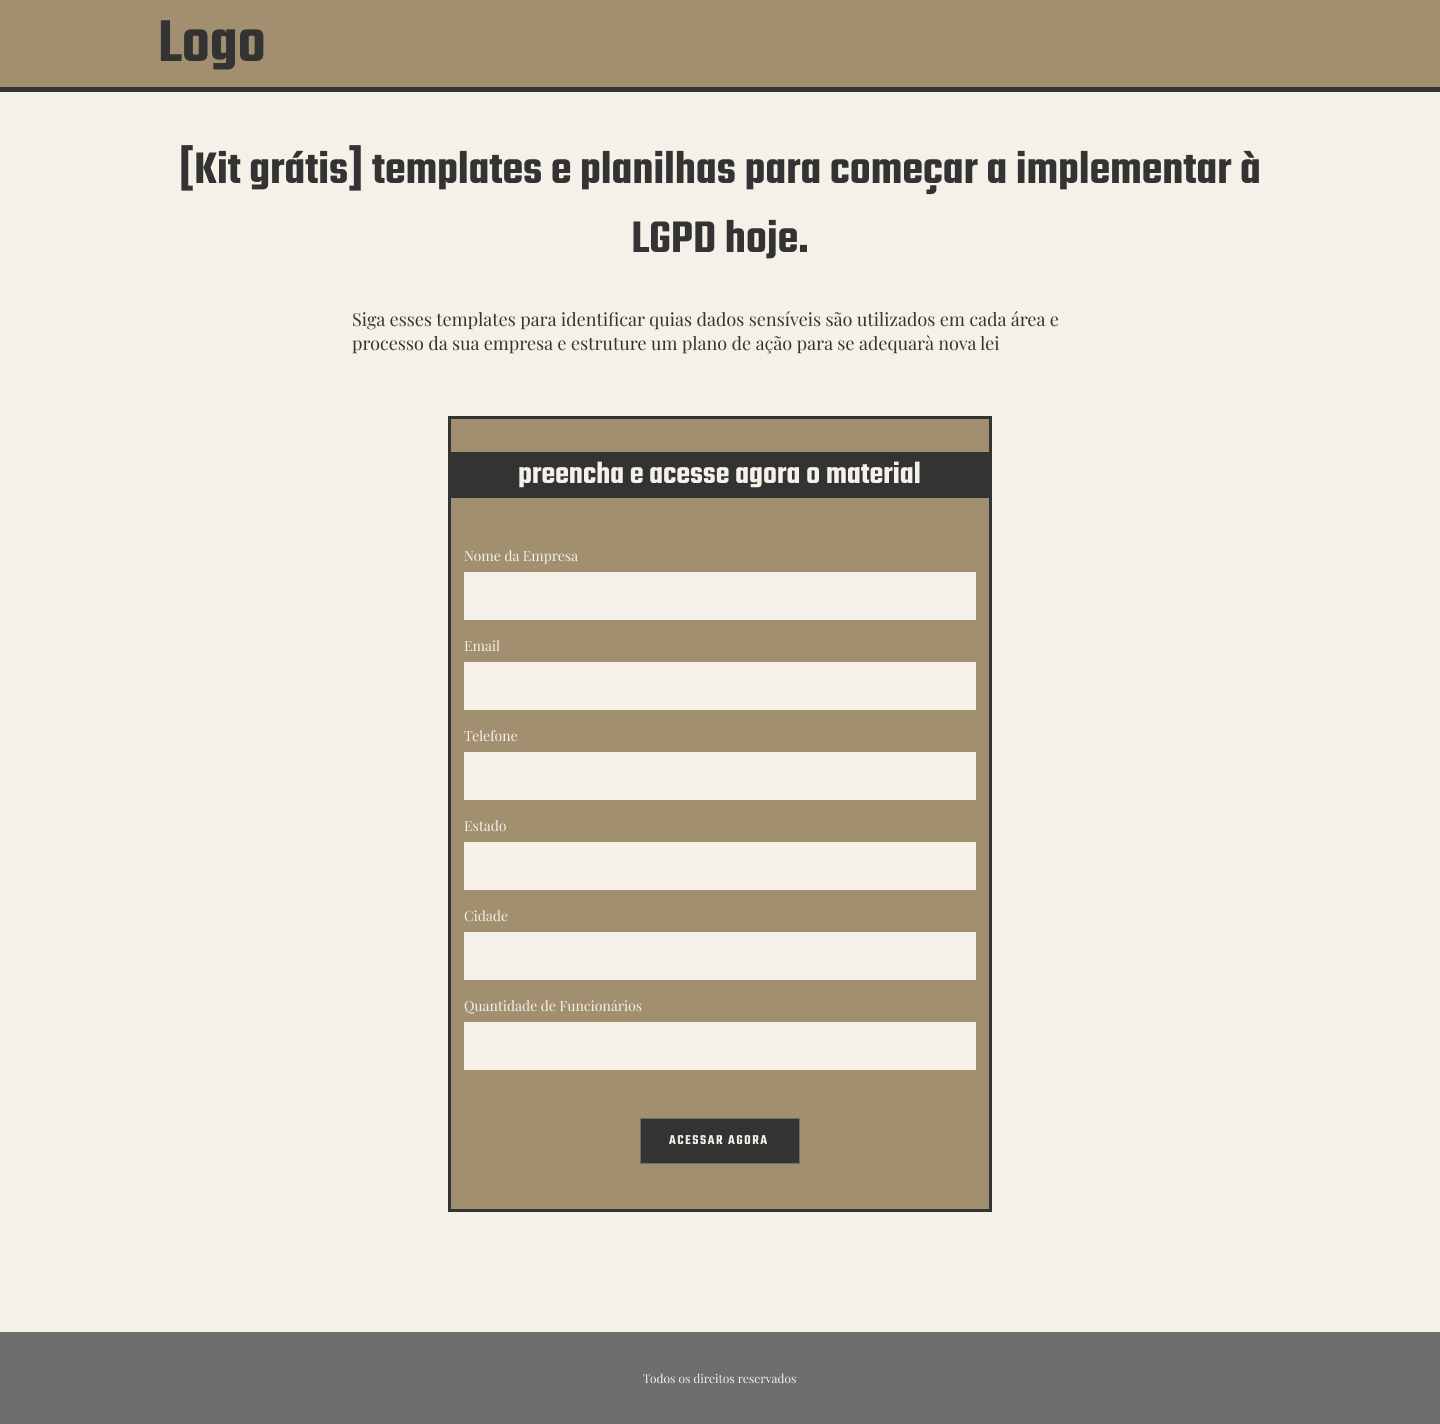 Logo
[Kit grátis] templates e planilhas para começar a implementar à
LGPD hoje.
Siga esses templates para identificar quias dados sensíveis são utilizados em cada área e
processo da sua empresa e estruture um plano de ação para se adequarà nova lei
preencha e acesse agora o material
Nome da Empresa
Email
Telefone
Estado
Cidade
Quantidade de Funcionários
ACESSAR AGORA
Todos os direitos reservados